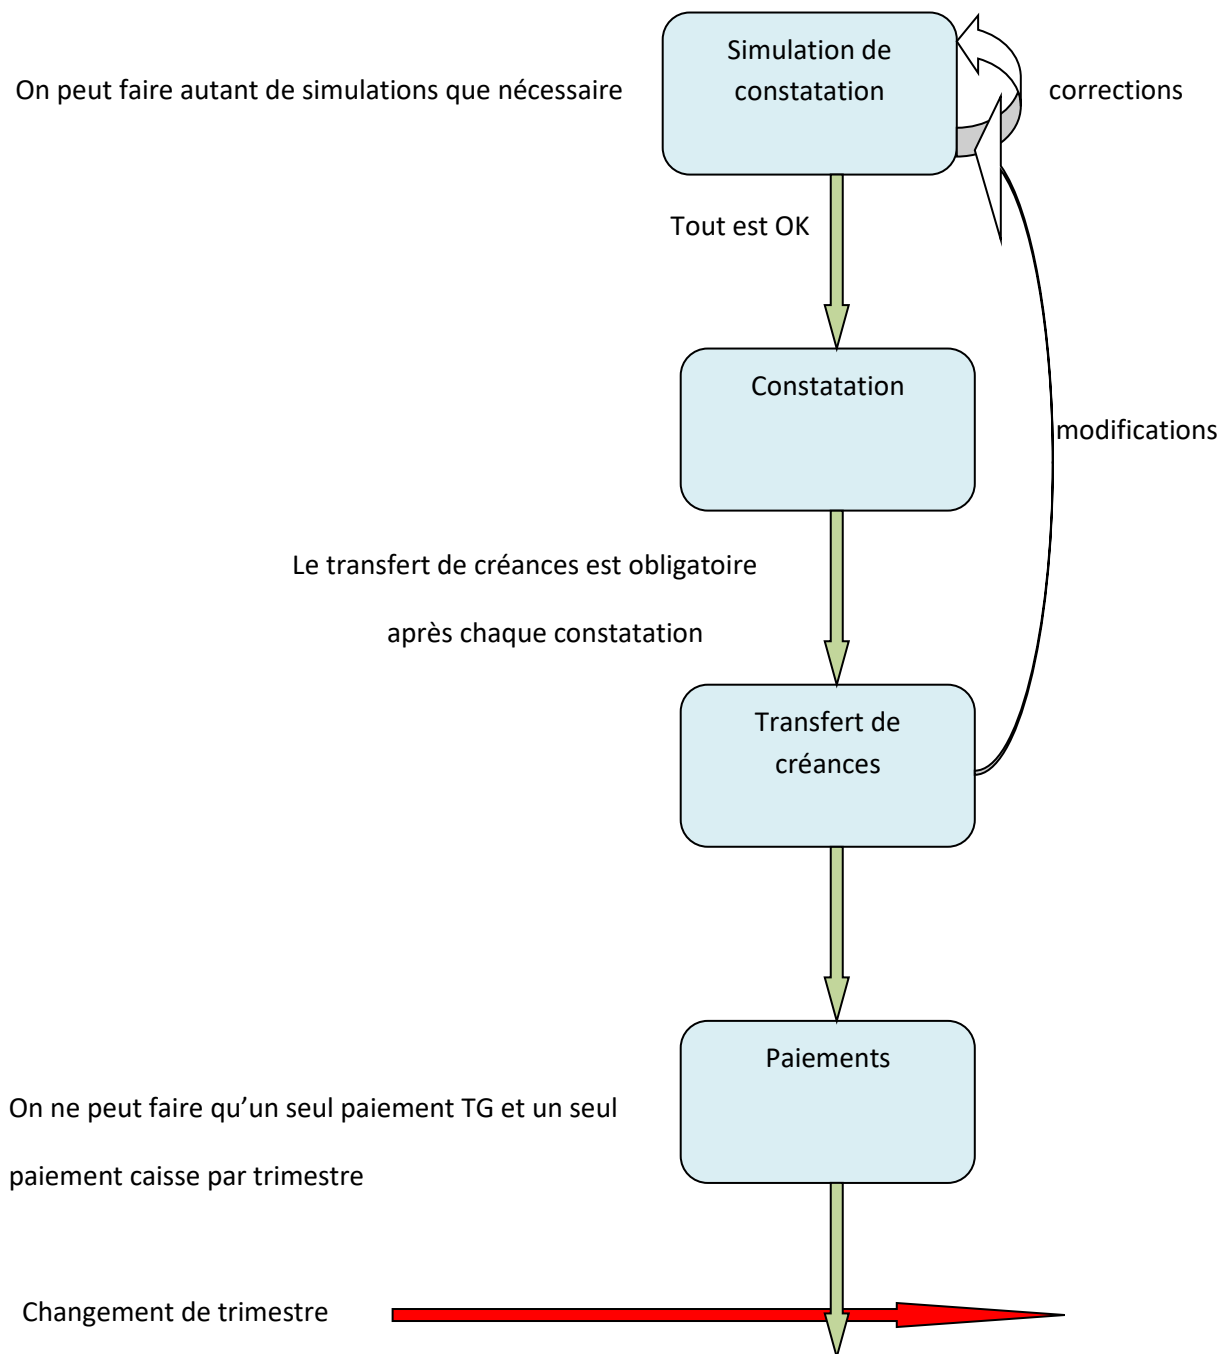 Simulation de
constatation
On peut faire autant de simulations que nécessaire
corrections
Tout est OK
Constatation
modifications
Le transfert de créances est obligatoire
après chaque constatation
Transfert de
créances
Paiements
On ne peut faire qu’un seul paiement TG et un seul
paiement caisse par trimestre
Changement de trimestre